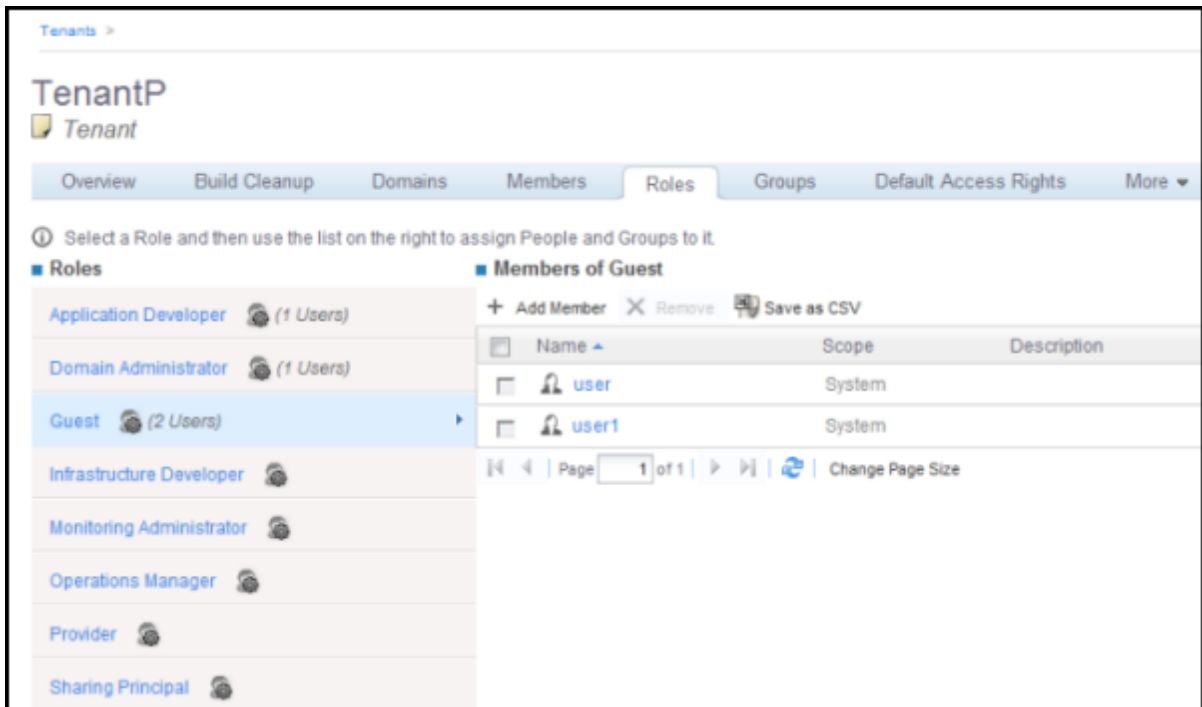 Tenants >
TenantP
Tenant
Overview Build Cleanup Domains Members Roles Groups Default Access Rights More
Select a Role and then use the list on the right to assign People and Groups to it.
Roles
Application Developer (1 Users)
Domain Administrator (1 Users)
Guest (2 Users)
Infrastructure Developer
Monitoring Administrator
Operations Manager
Provider
Sharing Principal
Members of Guest
Add Member Remove Save as CSV
Name Scope Description
user System
user1 System
Page 1 of 1 Change Page Size